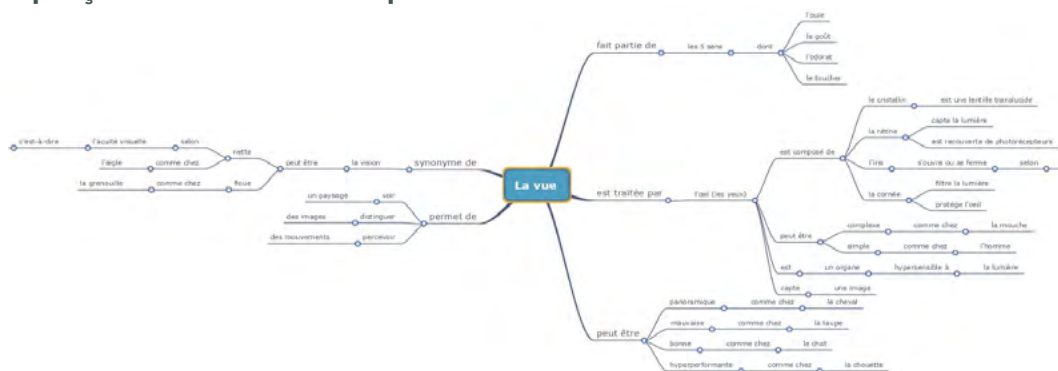 La vue
fait partie de
les 5 sens
dont
l'ouïe
le goût
l'odorat
le toucher
est traitée par
l'œil (les yeux)
est composé de
le cristallin
est une lentille translucide
la rétine
capte la lumière
est recouverte de photorécepteurs
l'iris
s'ouvre ou se ferme
selon
la cornée
filtre la lumière
protège l'œil
peut être
complexe
comme chez
la mouche
simple
comme chez
l'homme
est
un organe
hypersensible à
la lumière
capte
une image
peut être
panoramique
comme chez
le cheval
mauvaise
comme chez
la taupe
bonne
comme chez
le chat
hyperperformante
comme chez
la chouette
synonyme de
la vision
peut être
nette
selon
l'acuité visuelle
c'est-à-dire
comme chez
l'aigle
floue
comme chez
la grenouille
permet de
voir
un paysage
distinguer
des images
percevoir
des mouvements